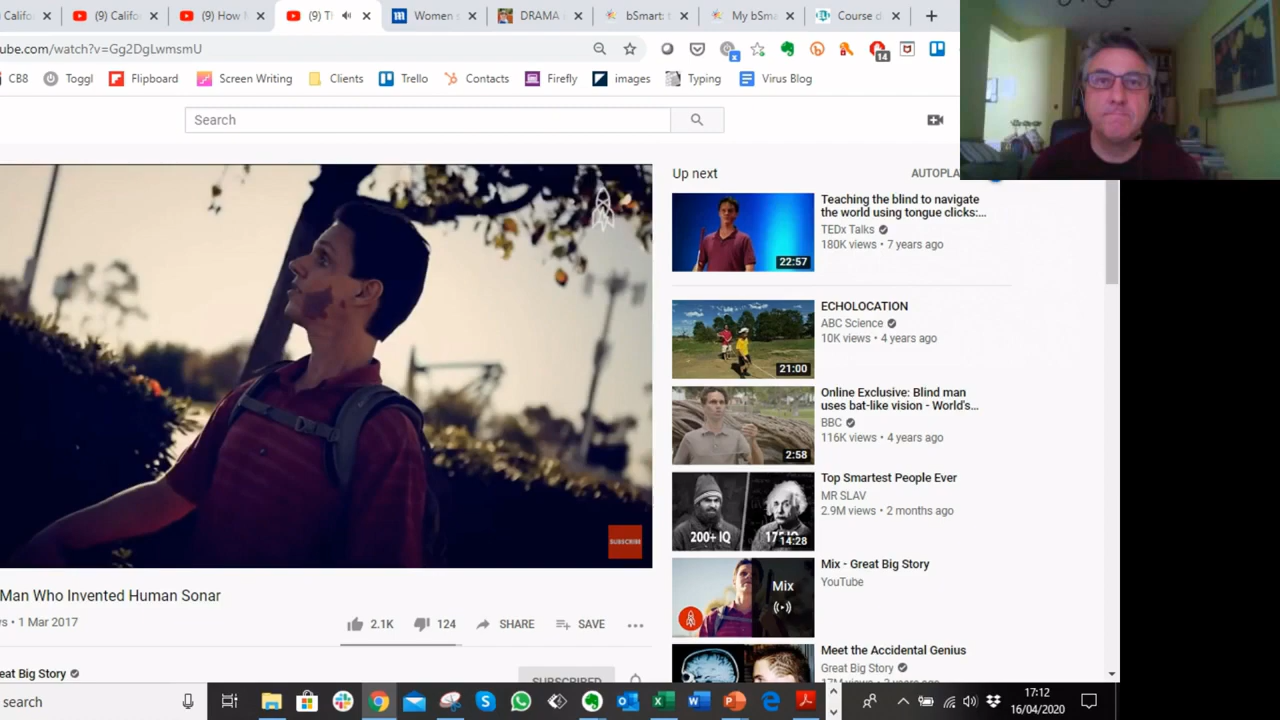 Califo
(9) Califo
(9) How M
(9) Th
Women s
DRAMA
bSmart: t
My bSma
Course c
ube.com/watch?v=Gg2DgLwmsmU
x
14
CB8
Toggl
Flipboard
Screen Writing
Clients
Trello
Contacts
Firefly
images
Typing
Virus Blog
Search
SUBSCRIBE
Man Who Invented Human Sonar
s • 1 Mar 2017
2.1K
124
SHARE
SAVE
eat Big Story
SUBSCRIBED
Up next
AUTOPLA
Teaching the blind to navigate
the world using tongue clicks:...
TEDx Talks
180K views • 7 years ago
22:57
ECHOLOCATION
ABC Science
10K views • 4 years ago
21:00
Online Exclusive: Blind man
uses bat-like vision - World's...
BBC
116K views • 4 years ago
2:58
Top Smartest People Ever
MR SLAV
2.9M views • 2 months ago
200+ IQ
14:28
Mix - Great Big Story
YouTube
Mix
Meet the Accidental Genius
Great Big Story
search
17:12
16/04/2020